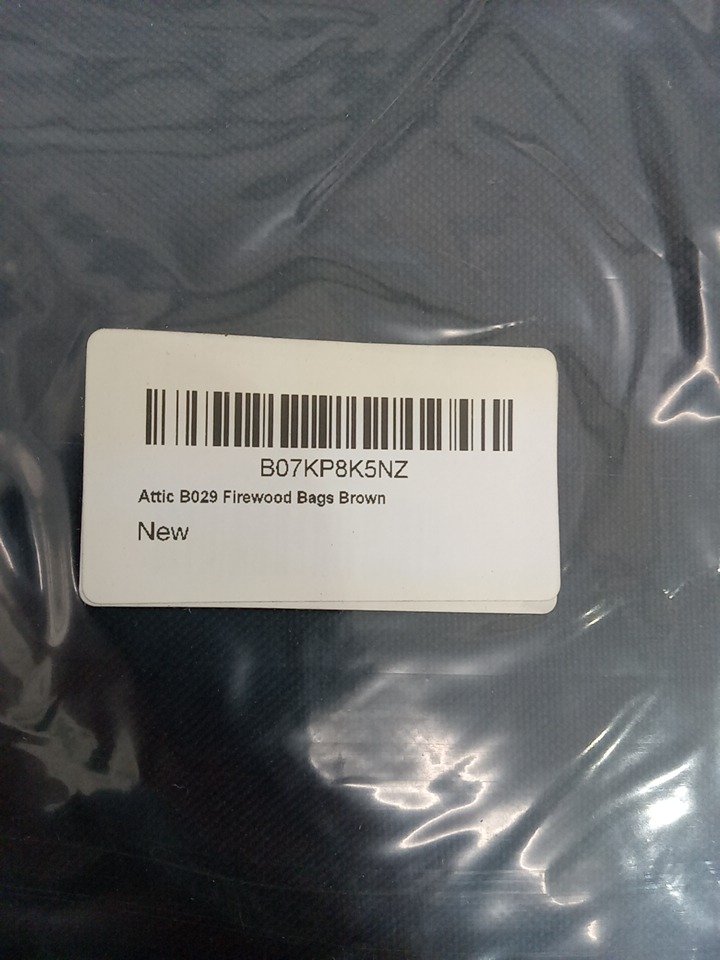 B07KP8K5NZ
Attic B029 Firewood Bags Brown
New